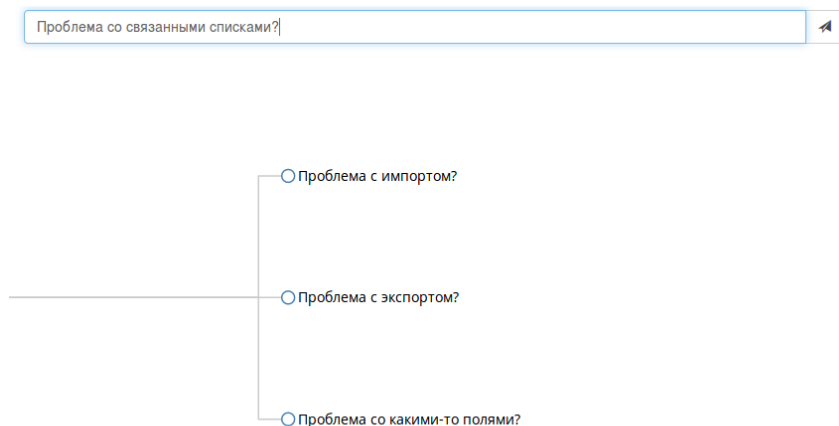 Проблема со связанными списками?
Проблема с импортом?
Проблема с экспортом?
Проблема со какими-то полями?